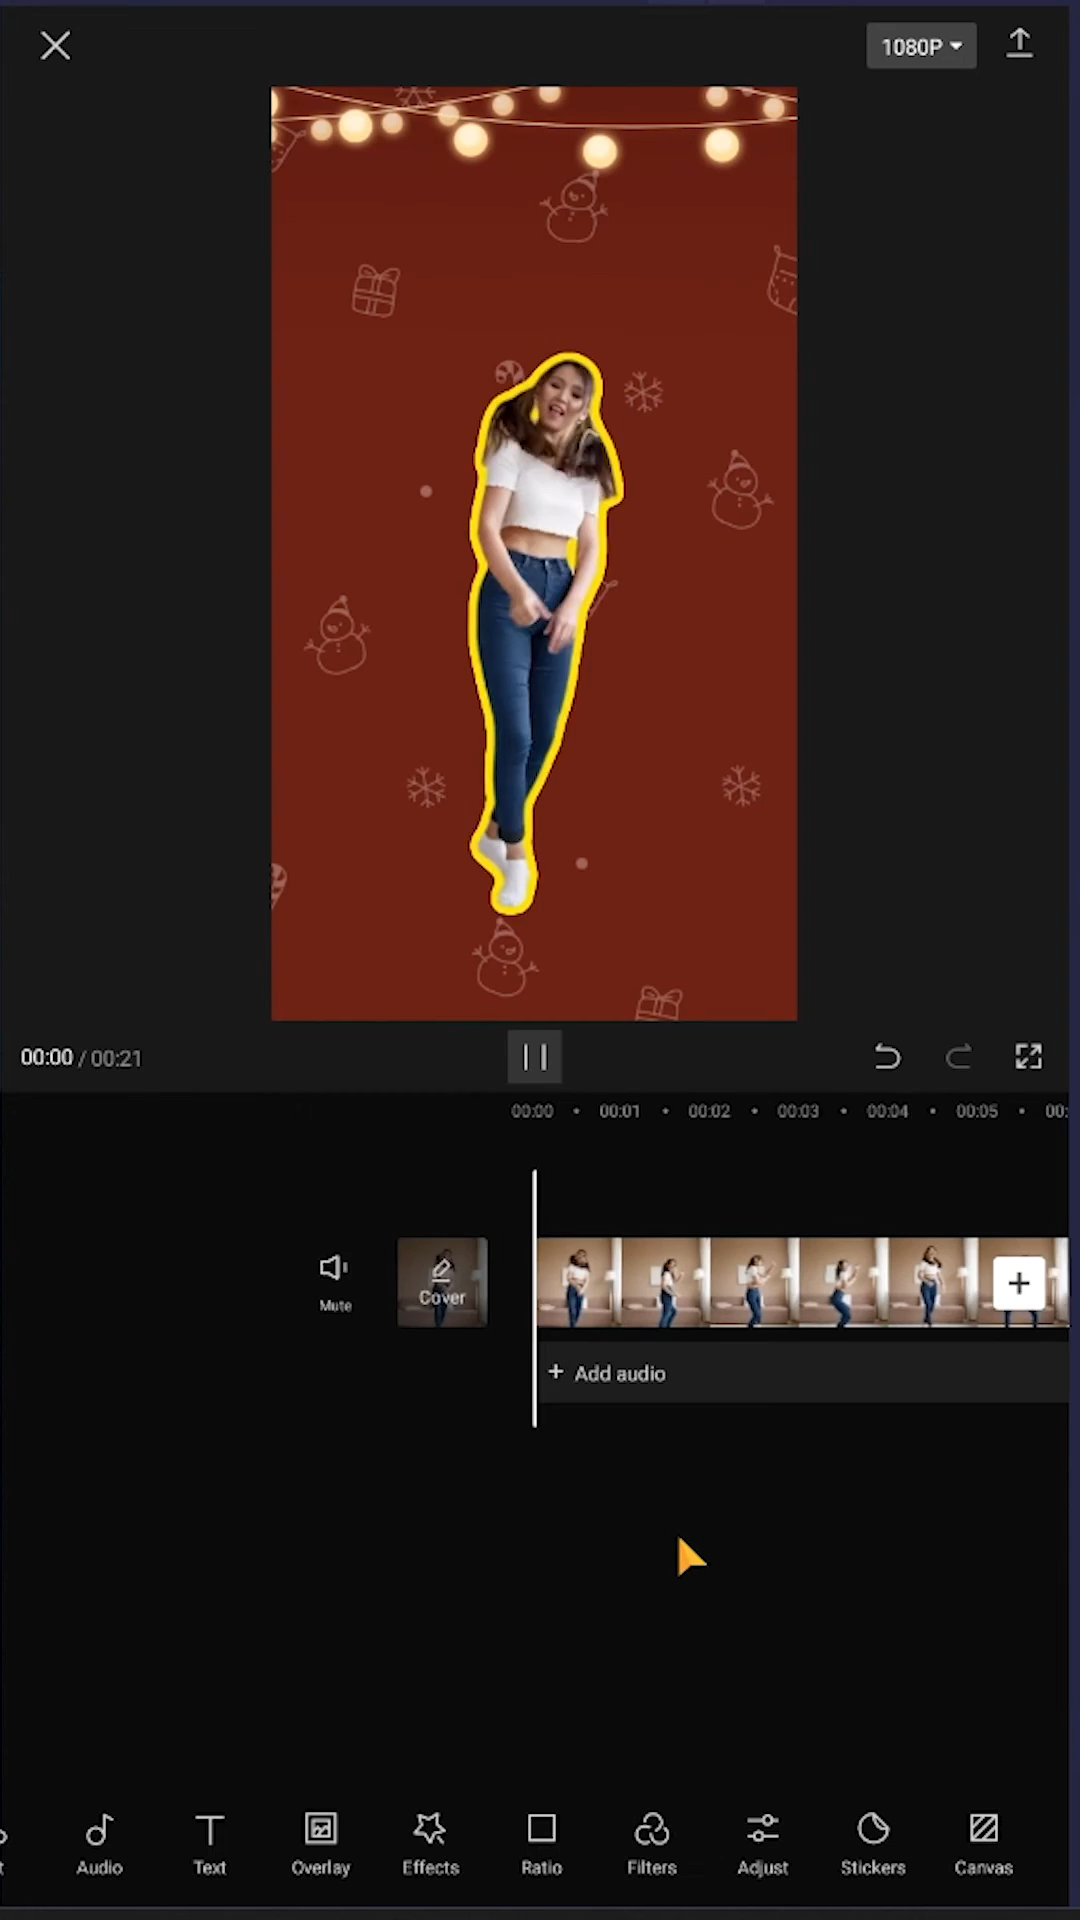 1080P
00:00 / 00:21
00:00 00:01 00:02 00:03 00:04 00:05 00:
Mute
Cover
+ Add audio
t
Audio
Text
Overlay
Effects
Ratio
Filters
Adjust
Stickers
Canvas